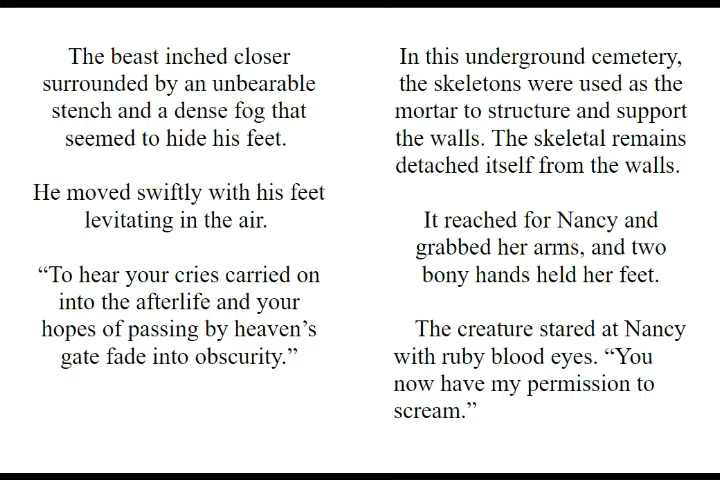 The beast inched closer
surrounded by an unbearable
stench and a dense fog that
seemed to hide his feet.
He moved swiftly with his feet
levitating in the air.
“To hear your cries carried on
into the afterlife and your
hopes of passing by heaven’s
gate fade into obscurity.”
In this underground cemetery,
the skeletons were used as the
mortar to structure and support
the walls. The skeletal remains
detached itself from the walls.
It reached for Nancy and
grabbed her arms, and two
bony hands held her feet.
The creature stared at Nancy
with ruby blood eyes. “You
now have my permission to
scream.”